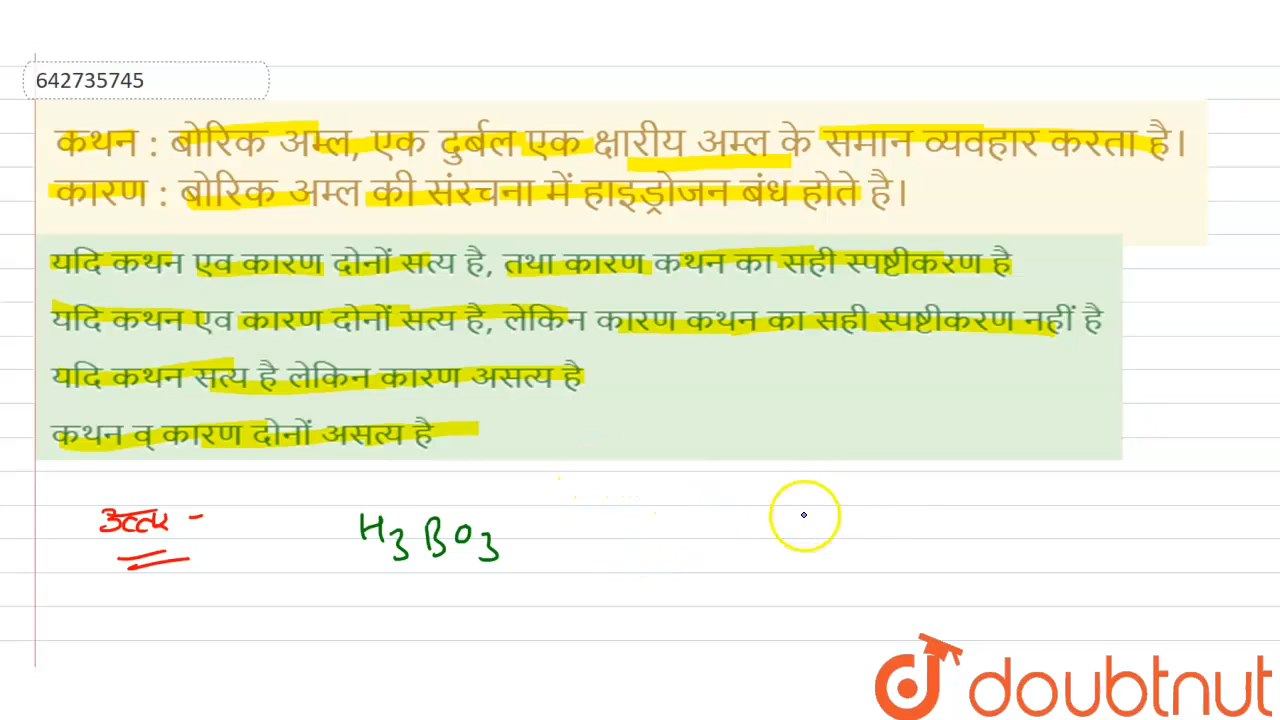 642735745
कथन : बोरिक अम्ल, एक दुर्बल एक क्षारीय अम्ल के समान व्यवहार करता है।
कारण : बोरिक अम्ल की संरचना में हाइड्रोजन बंध होते है।
यदि कथन एव कारण दोनों सत्य है, तथा कारण कथन का सही स्पष्टीकरण है
यदि कथन एव कारण दोनों सत्य है, लेकिन कारण कथन का सही स्पष्टीकरण नहीं है
यदि कथन सत्य है लेकिन कारण असत्य है
कथन व् कारण दोनों असत्य है
उत्तर - H3BO3
doubtnut